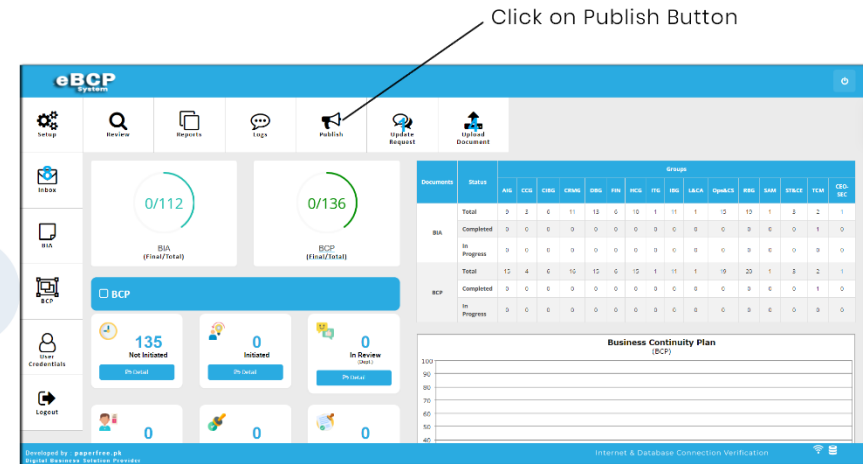 Click on Publish Button
eBCP
System
Setup
Review
Reports
Logs
Publish
Update
Request
Upload
Document
Inbox
BIA
BCP
User
Credentials
Logout
0/112
BIA
(Final/Total)
0/136
BCP
(Final/Total)
BCP
135
Not Initiated
Detail
0
Initiated
Detail
0
In Review
(Dept.)
Detail
0
0
0
Documents Status Groups
AIG CCG CIBG CRMG DBG FIN HCG ITG IBG L&CA Ops&CS RBG SAM ST&CE TCM CEO-
SEC
BIA
Total
Completed
In
Progress
BCP
Total
Completed
In
Progress
Business Continuity Plan
(BCP)
100
90
80
70
60
50
40
Developed by : paperfree.pk
Digital Business Solution Provider
Internet & Database Connection Verification